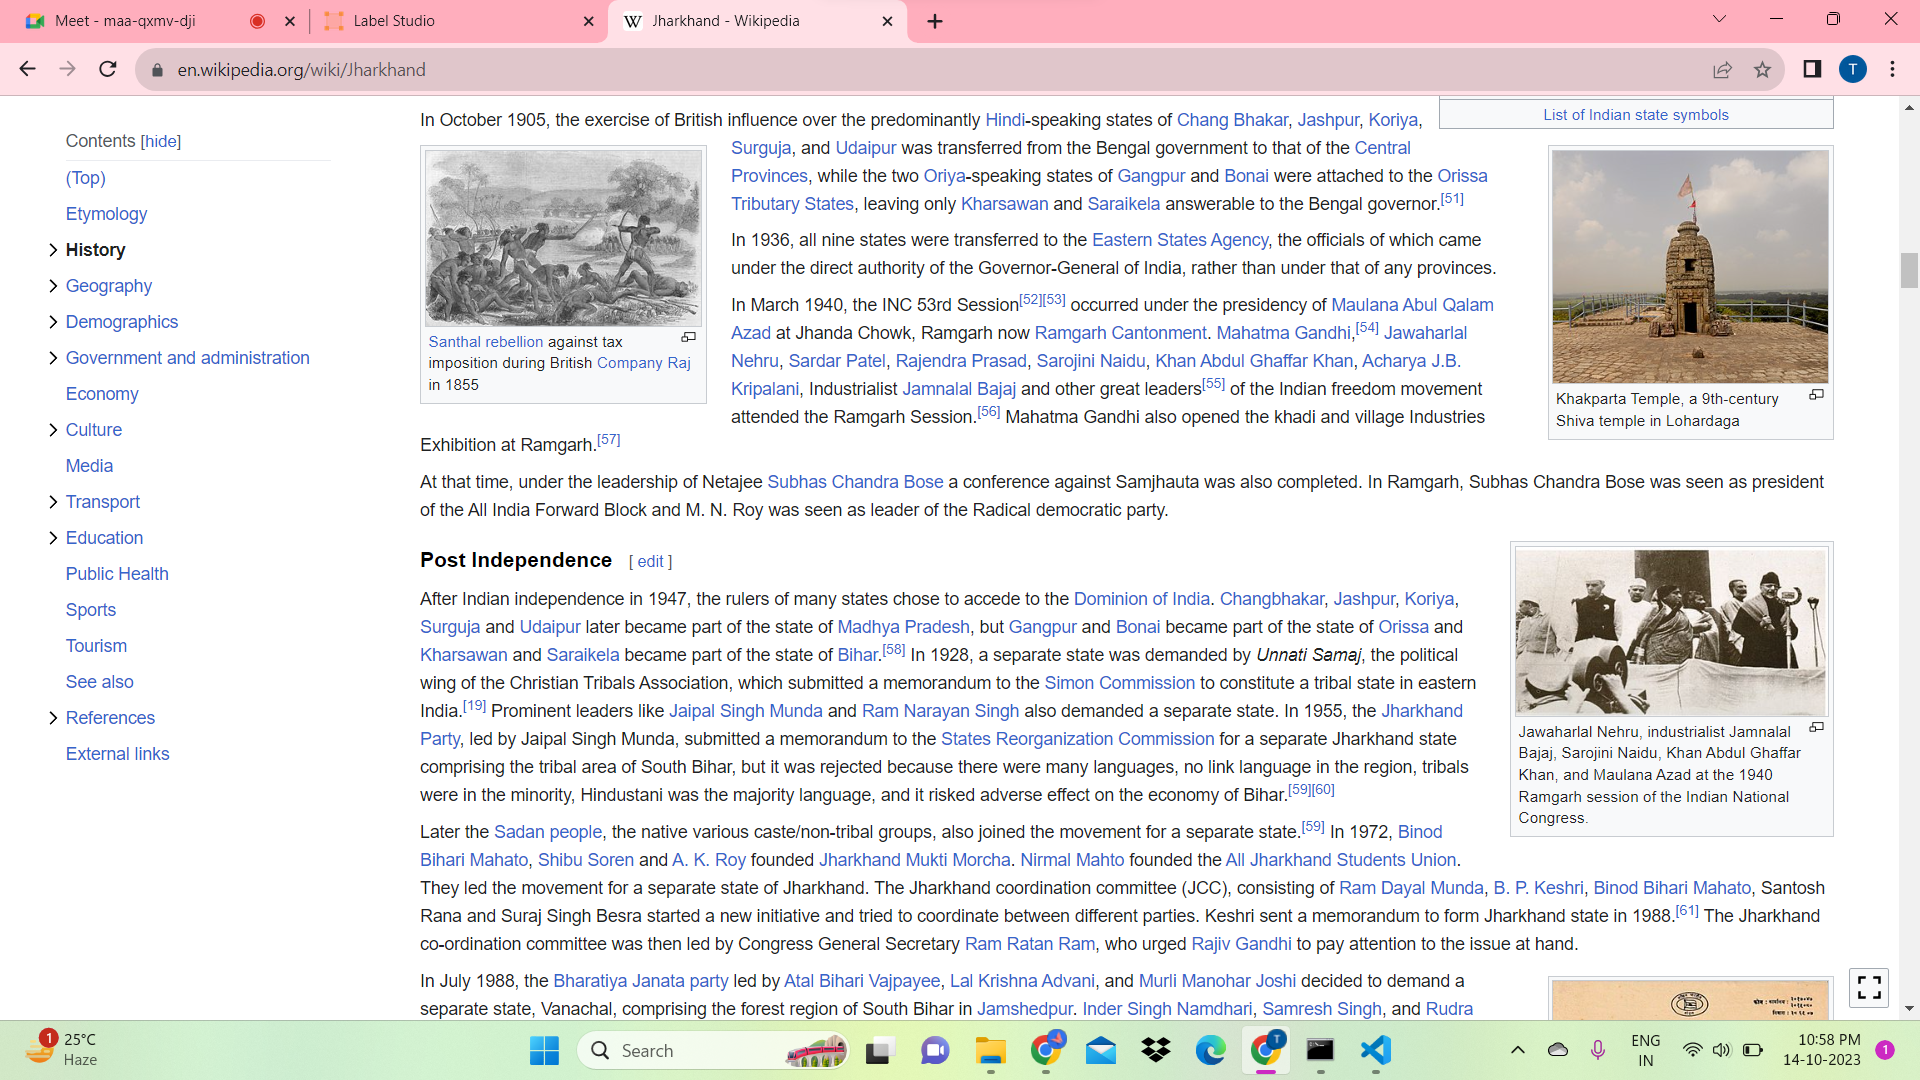 Meet - maa-qxmv-dji
Label Studio
Jharkhand - Wikipedia
en.wikipedia.org/wiki/Jharkhand
T
Contents [hide]
(Top)
Etymology
History
Geography
Demographics
Government and administration
Economy
Culture
Media
Transport
Education
Public Health
Sports
Tourism
See also
References
External links
List of Indian state symbols
In October 1905, the exercise of British influence over the predominantly Hindi-speaking states of Chang Bhakar, Jashpur, Koriya,
Surguja, and Udaipur was transferred from the Bengal government to that of the Central
Provinces, while the two Oriya-speaking states of Gangpur and Bonai were attached to the Orissa
Tributary States, leaving only Kharsawan and Saraikela answerable to the Bengal governor.[51]
In 1936, all nine states were transferred to the Eastern States Agency, the officials of which came
under the direct authority of the Governor-General of India, rather than under that of any provinces.
In March 1940, the INC 53rd Session[52][53] occurred under the presidency of Maulana Abul Qalam
Azad at Jhanda Chowk, Ramgarh now Ramgarh Cantonment. Mahatma Gandhi,[54] Jawaharlal
Nehru, Sardar Patel, Rajendra Prasad, Sarojini Naidu, Khan Abdul Ghaffar Khan, Acharya J.B.
Kripalani, Industrialist Jamnalal Bajaj and other great leaders[55] of the Indian freedom movement
attended the Ramgarh Session.[56] Mahatma Gandhi also opened the khadi and village Industries
Exhibition at Ramgarh.[57]
Santhal rebellion against tax
imposition during British Company Raj
in 1855
Khakparta Temple, a 9th-century
Shiva temple in Lohardaga
At that time, under the leadership of Netajee Subhas Chandra Bose a conference against Samjhauta was also completed. In Ramgarh, Subhas Chandra Bose was seen as president
of the All India Forward Block and M. N. Roy was seen as leader of the Radical democratic party.
Post Independence [ edit ]
After Indian independence in 1947, the rulers of many states chose to accede to the Dominion of India. Changbhakar, Jashpur, Koriya,
Surguja and Udaipur later became part of the state of Madhya Pradesh, but Gangpur and Bonai became part of the state of Orissa and
Kharsawan and Saraikela became part of the state of Bihar.[58] In 1928, a separate state was demanded by Unnati Samaj, the political
wing of the Christian Tribals Association, which submitted a memorandum to the Simon Commission to constitute a tribal state in eastern
India.[19] Prominent leaders like Jaipal Singh Munda and Ram Narayan Singh also demanded a separate state. In 1955, the Jharkhand
Party, led by Jaipal Singh Munda, submitted a memorandum to the States Reorganization Commission for a separate Jharkhand state
comprising the tribal area of South Bihar, but it was rejected because there were many languages, no link language in the region, tribals
were in the minority, Hindustani was the majority language, and it risked adverse effect on the economy of Bihar.[59][60]
Jawaharlal Nehru, industrialist Jamnalal
Bajaj, Sarojini Naidu, Khan Abdul Ghaffar
Khan, and Maulana Azad at the 1940
Ramgarh session of the Indian National
Congress.
Later the Sadan people, the native various caste/non-tribal groups, also joined the movement for a separate state.[59] In 1972, Binod
Bihari Mahato, Shibu Soren and A. K. Roy founded Jharkhand Mukti Morcha. Nirmal Mahto founded the All Jharkhand Students Union.
They led the movement for a separate state of Jharkhand. The Jharkhand coordination committee (JCC), consisting of Ram Dayal Munda, B. P. Keshri, Binod Bihari Mahato, Santosh
Rana and Suraj Singh Besra started a new initiative and tried to coordinate between different parties. Keshri sent a memorandum to form Jharkhand state in 1988.[61] The Jharkhand
co-ordination committee was then led by Congress General Secretary Ram Ratan Ram, who urged Rajiv Gandhi to pay attention to the issue at hand.
In July 1988, the Bharatiya Janata party led by Atal Bihari Vajpayee, Lal Krishna Advani, and Murli Manohar Joshi decided to demand a
separate state, Vanachal, comprising the forest region of South Bihar in Jamshedpur. Inder Singh Namdhari, Samresh Singh, and Rudra
1
25°C
Haze
Search
T
ENG
IN
10:58 PM
14-10-2023
1